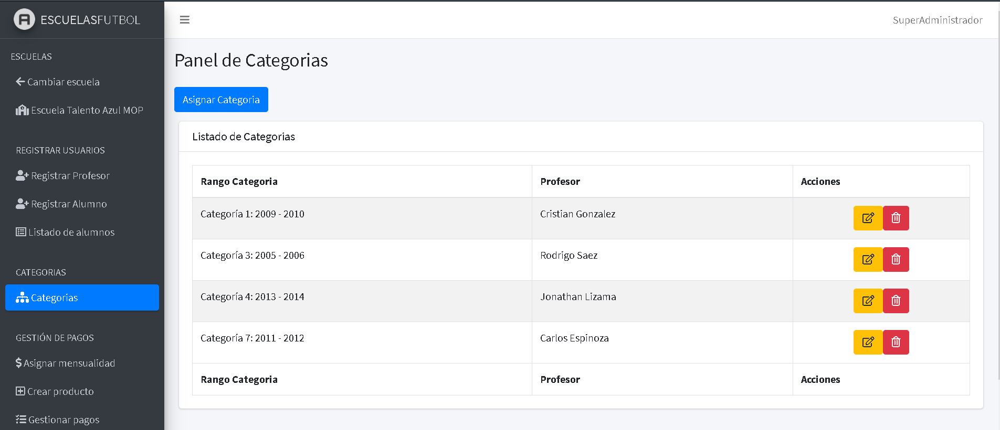 ESCUELASFUTBOL
SuperAdministrador
ESCUELAS
Cambiar escuela
Escuela Talento Azul MOP
REGISTRAR USUARIOS
Registrar Profesor
Registrar Alumno
Listado de alumnos
CATEGORIAS
Categorias
GESTIÓN DE PAGOS
Asignar mensualidad
Crear producto
Gestionar pagos
Panel de Categorias
Asignar Categoria
Listado de Categorias
Rango Categoria Profesor Acciones
Categoría 1: 2009 - 2010 Cristian Gonzalez
Categoría 3: 2005 - 2006 Rodrigo Saez
Categoría 4: 2013 - 2014 Jonathan Lizama
Categoría 7: 2011 - 2012 Carlos Espinoza
Rango Categoria Profesor Acciones